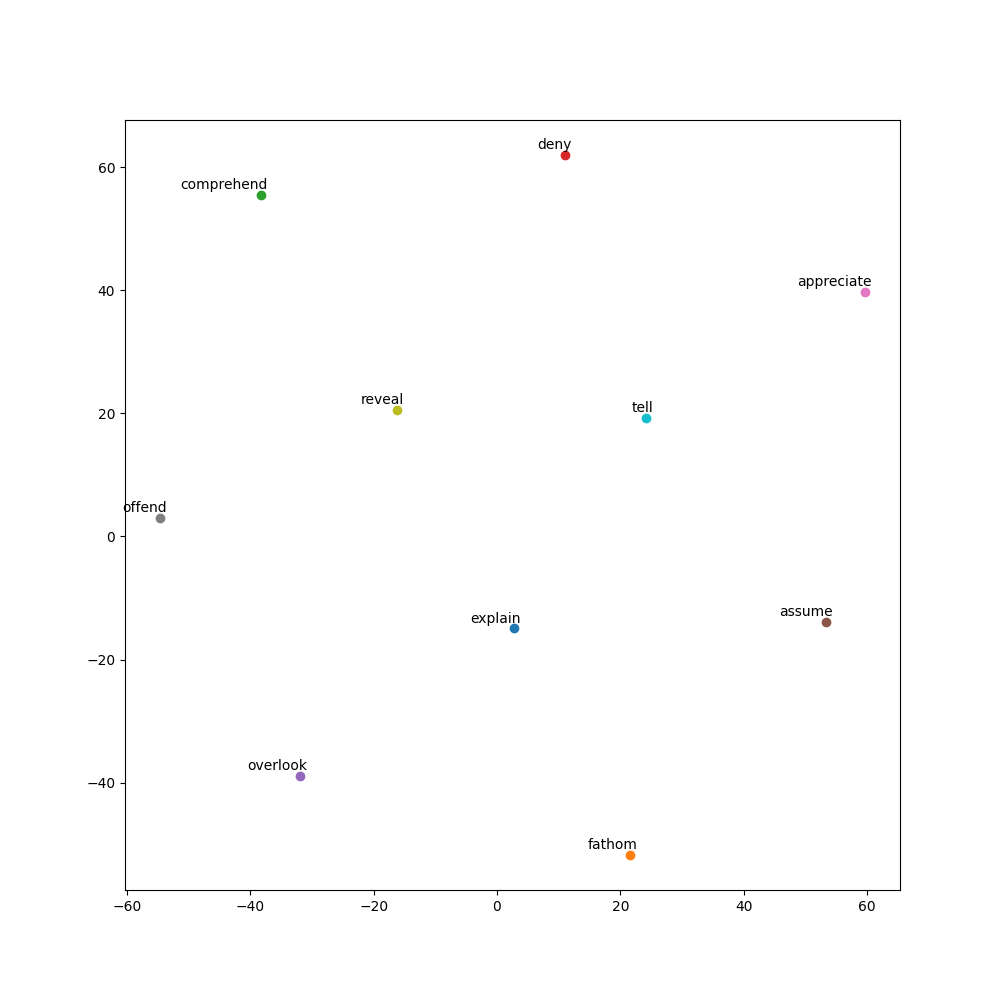 deny
comprehend
appreciate
reveal
tell
offend
explain
assume
overlook
fathom
60
40
20
0
−20
−40
−60 −40 −20 0 20 40 60